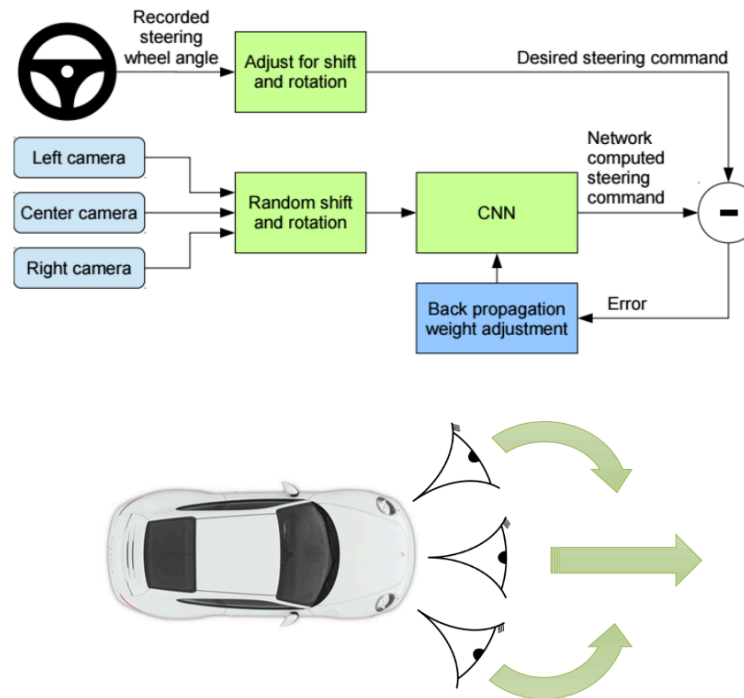 Recorded
steering
wheel angle
Adjust for shift
and rotation
Desired steering command
Left camera
Center camera
Right camera
Random shift
and rotation
CNN
Network
computed
steering
command
Back propagation
weight adjustment
Error